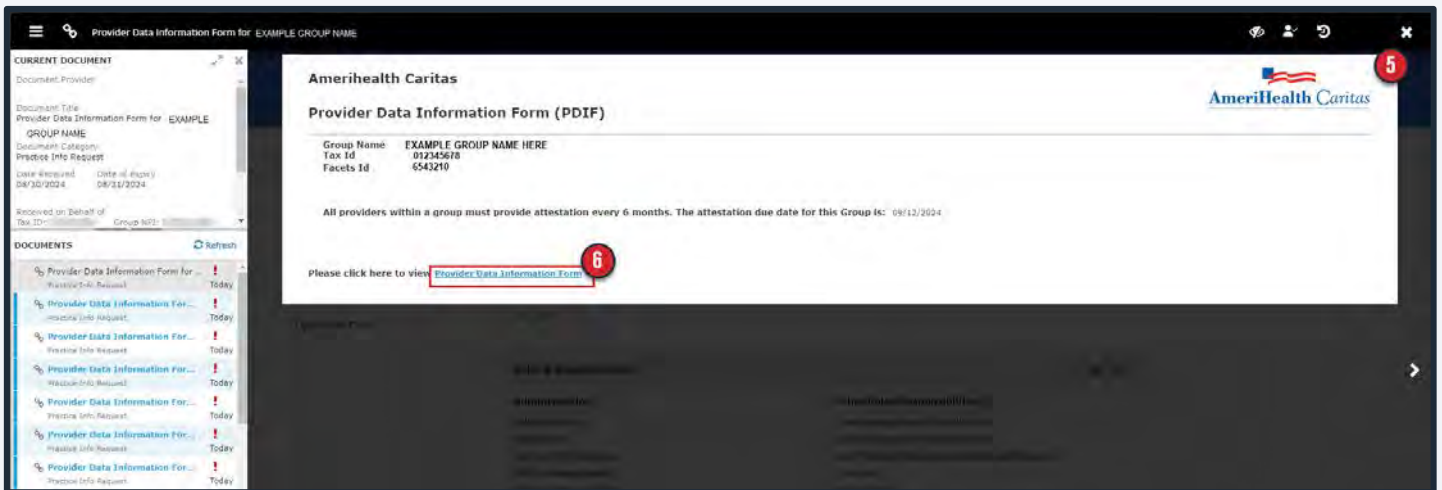 Provider Data Information Form for EXAMPLE GROUP NAME
CURRENT DOCUMENT
Document Provider
Document Title
Provider Data Information Form for EXAMPLE
GROUP NAME
Document Category
Practice Info Request
Date Received Date of Expiry
08/30/2024 08/31/2024
Received on Behalf of
Tax ID: Group NPI:
DOCUMENTS
Refresh
Provider Data Information Form for ...
Practice Info Request Today
Provider Data Information For...
Practice Info Request Today
Provider Data Information For...
Practice Info Request Today
Provider Data Information For...
Practice Info Request Today
Provider Data Information For...
Practice Info Request Today
Provider Data Information For...
Practice Info Request Today
Provider Data Information For...
Practice Info Request Today
Amerihealth Caritas
AmeriHealth Caritas
5
Provider Data Information Form (PDIF)
Group Name EXAMPLE GROUP NAME HERE
Tax Id 012345678
Facets Id 6543210
All providers within a group must provide attestation every 6 months. The attestation due date for this Group is: 09/12/2024
6
Please click here to view Provider Data Information Form